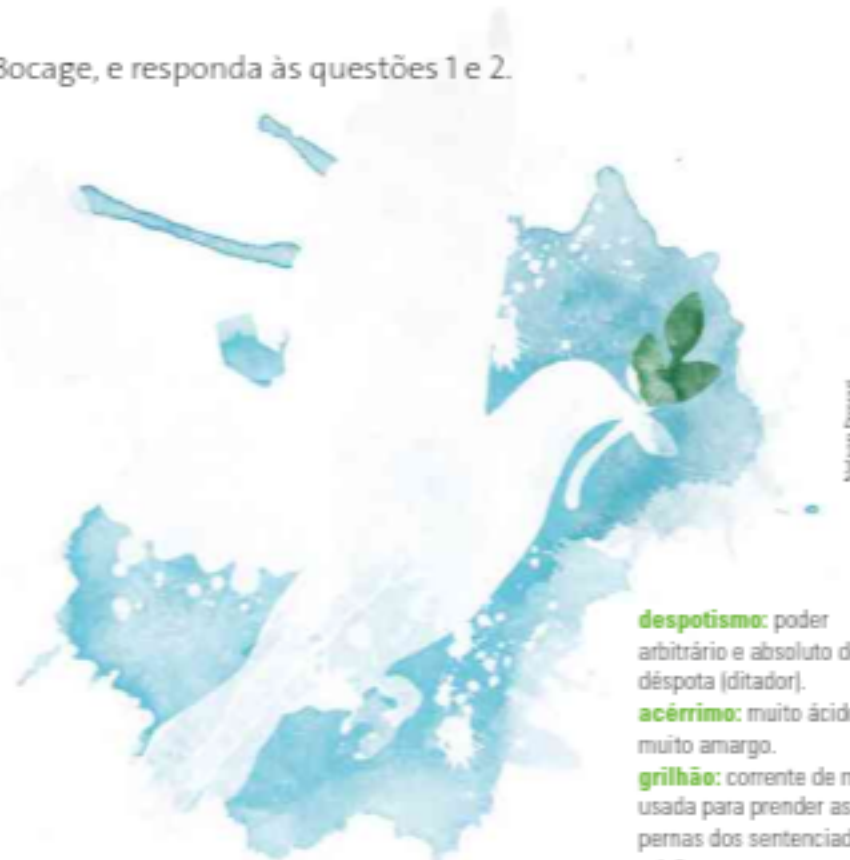 Bocage, e responda às questões 1 e 2.
despotismo: poder
arbitrário e absoluto d
déspota (ditador).
acérrimo: muito ácid
muito amargo.
grilhão: corrente de
usada para prender as
pernas dos sentenciad